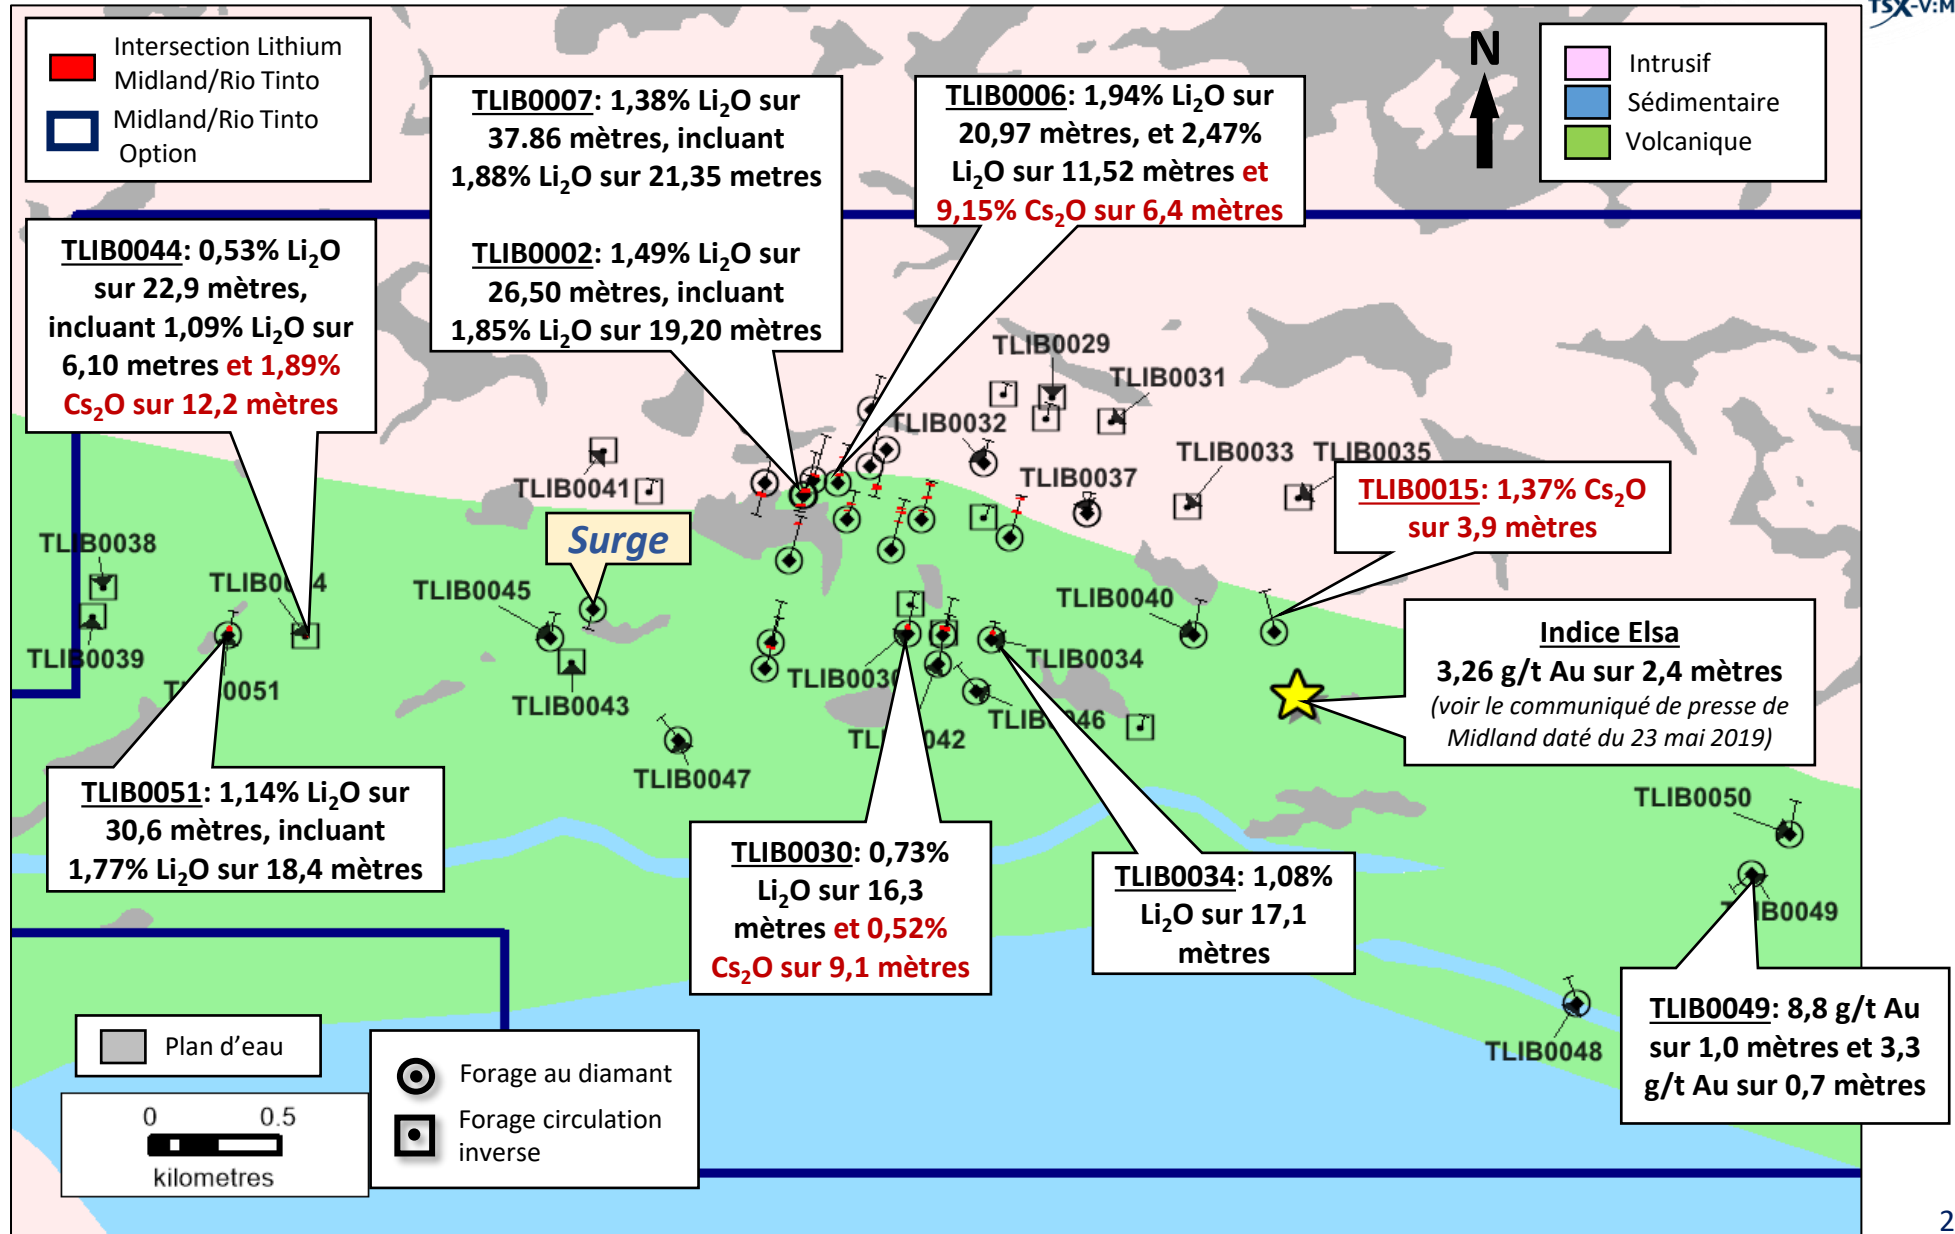 TSX-V:M
Intersection Lithium
Midland/Rio Tinto
Midland/Rio Tinto
Option
TLIB0007: 1,38% Li₂O sur
37.86 mètres, incluant
1,88% Li₂O sur 21,35 metres
TLIB0002: 1,49% Li₂O sur
26,50 mètres, incluant
1,85% Li₂O sur 19,20 mètres
TLIB0006: 1,94% Li₂O sur
20,97 mètres, et 2,47%
Li₂O sur 11,52 mètres et
9,15% Cs₂O sur 6,4 mètres
N
Intrusif
Sédimentaire
Volcanique
TLIB0044: 0,53% Li₂O
sur 22,9 mètres,
incluant 1,09% Li₂O sur
6,10 metres et 1,89%
Cs₂O sur 12,2 mètres
TLIB0029
TLIB0031
TLIB0032
TLIB0033
TLIB0035
TLIB0037
TLIB0041
TLIB0015: 1,37% Cs₂O
sur 3,9 mètres
Surge
TLIB0038
TLIB0045
TLIB0040
TLIB0039
TLIB0030
TLIB0034
TLIB0043
TLIB0047
Indice Elsa
3,26 g/t Au sur 2,4 mètres
(voir le communiqué de presse de
Midland daté du 23 mai 2019)
TLIB0051: 1,14% Li₂O sur
30,6 mètres, incluant
1,77% Li₂O sur 18,4 mètres
TLIB0050
TLIB0030: 0,73%
Li₂O sur 16,3
mètres et 0,52%
Cs₂O sur 9,1 mètres
TLIB0034: 1,08%
Li₂O sur 17,1
mètres
TLIB0049
TLIB0048
TLIB0049: 8,8 g/t Au
sur 1,0 mètres et 3,3
g/t Au sur 0,7 mètres
Plan d'eau
Forage au diamant
Forage circulation
inverse
0 0.5
kilometres
2